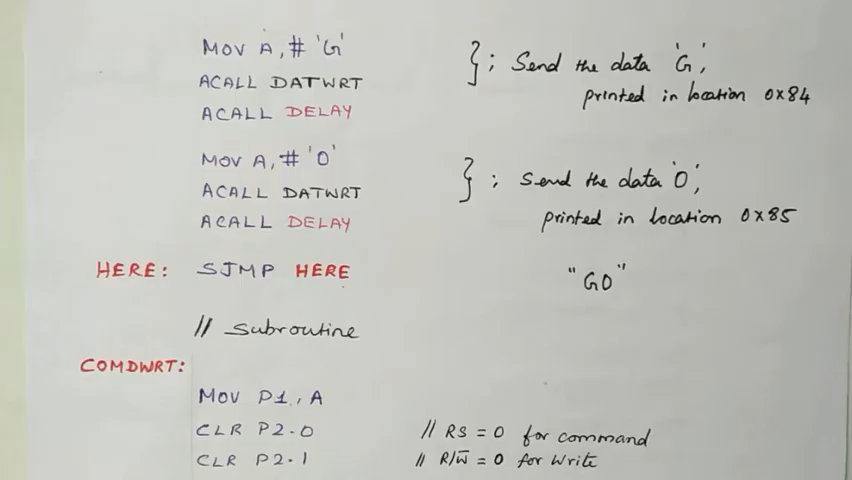 MOV A, # 'G' } ; Send the data 'G',
ACALL DATWRT printed in location 0x84
ACALL DELAY
MOV A, # 'O'
ACALL DATWRT } ; Send the data 'O',
ACALL DELAY printed in location 0x85
HERE: SJMP HERE "GO"
// Subroutine
COMDWRT:
MOV P1, A
CLR P2.0 // RS = 0 for command
CLR P2.1 // R/W̅ = 0 for Write